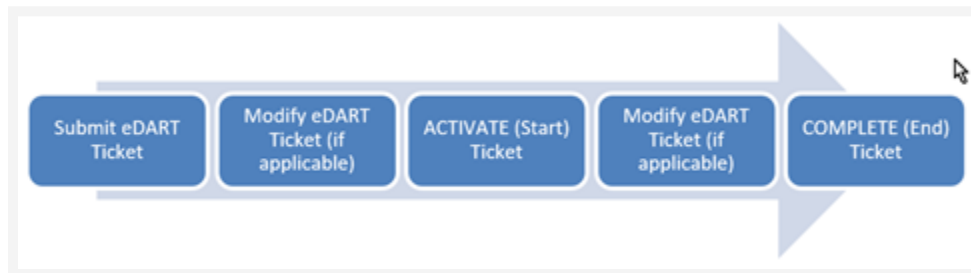 Submit eDART
Ticket
Modify eDART
Ticket (if
applicable)
ACTIVATE (Start)
Ticket
Modify eDART
Ticket (if
applicable)
COMPLETE (End)
Ticket